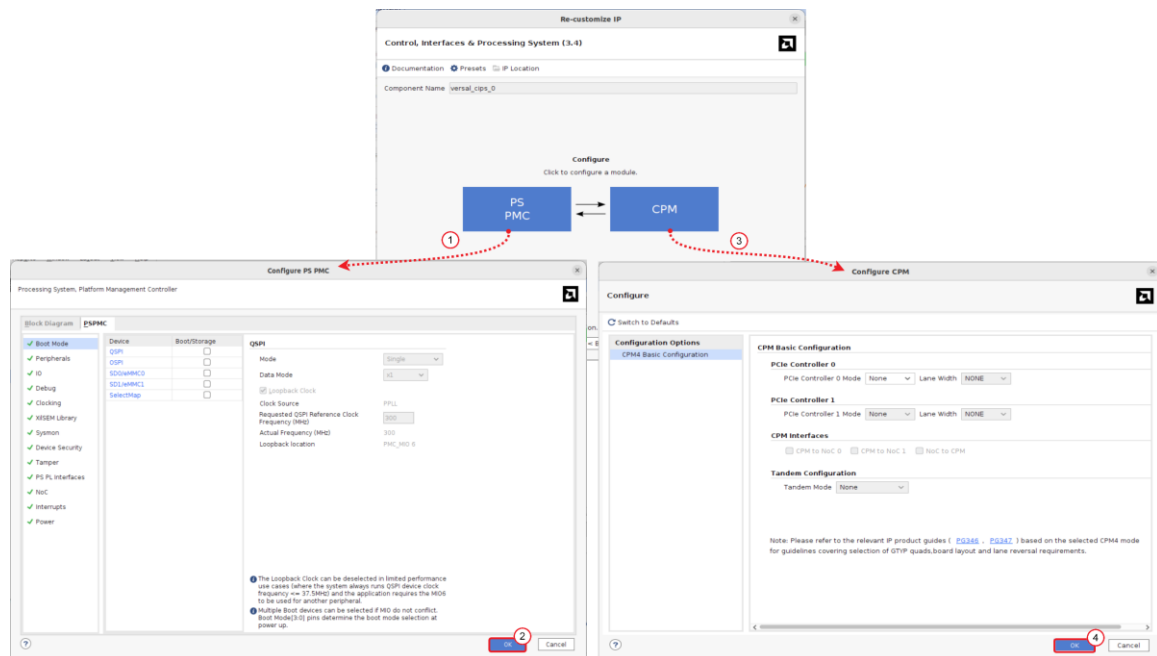 Re-customize IP
Control, Interfaces & Processing System (3.4)
Documentation Presets IP Location
Component Name versal_cips_0
Configure
Click to configure a module.
PS
PMC
CPM
1
3
Configure PS PMC
Processing System, Platform Management Controller
Block Diagram PSPMC
Boot Mode
Peripherals
IO
Debug
Clocking
XilSEM Library
Sysmon
Device Security
Tamper
PS PL Interfaces
NoC
Interrupts
Power
Device Boot/Storage
QSPI
OSPI
SD0/eMMC0
SD1/eMMC1
SelectMap
QSPI
Mode Single
Data Mode x1
Loopback Clock
Clock Source PPLL
Requested QSPI Reference Clock
Frequency (MHz) 300
Actual Frequency (MHz) 300
Loopback location PMC_MIO 6
The Loopback Clock can be deselected in limited performance
use cases (where the system always runs QSPI device clock
frequency <= 37.5MHz) and the application requires the MIO6
to be used for another peripheral.
Multiple Boot devices can be selected if MIO do not conflict.
Boot Mode[3:0] pins determine the boot mode selection at
power up.
2
? OK Cancel
on.
Configure CPM
Configure
Switch to Defaults
Configuration Options
CPM4 Basic Configuration
CPM Basic Configuration
PCIe Controller 0
PCIe Controller 0 Mode None Lane Width NONE
PCIe Controller 1
PCIe Controller 1 Mode None Lane Width NONE
CPM Interfaces
CPM to NoC 0 CPM to NoC 1 NoC to CPM
Tandem Configuration
Tandem Mode None
Note: Please refer to the relevant IP product guides ( PG346 , PG347 ) based on the selected CPM4 mode
for guidelines covering selection of GTYP quads,board layout and lane reversal requirements.
4
? OK Cancel